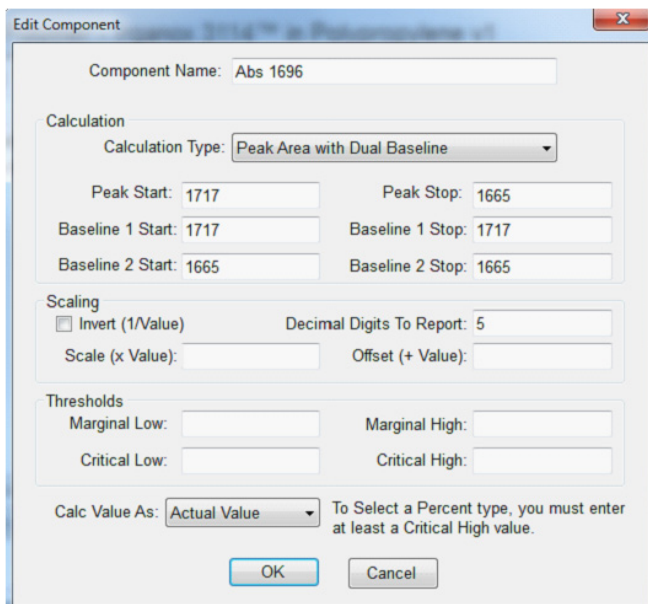 Edit Component
3114™ in Polypropylene v1
Component Name: Abs 1696
Calculation
Calculation Type: Peak Area with Dual Baseline
Peak Start: 1717 Peak Stop: 1665
Baseline 1 Start: 1717 Baseline 1 Stop: 1717
Baseline 2 Start: 1665 Baseline 2 Stop: 1665
Scaling
Invert (1/Value) Decimal Digits To Report: 5
Scale (x Value): Offset (+ Value):
Thresholds
Marginal Low: Marginal High:
Critical Low: Critical High:
Calc Value As: Actual Value To Select a Percent type, you must enter
at least a Critical High value.
OK Cancel